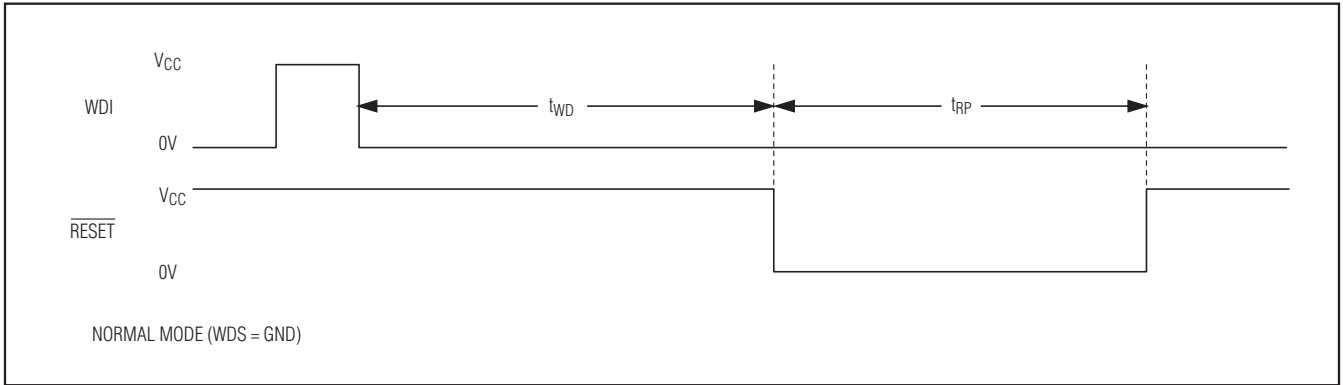 VCC
WDI
tWD
tRP
0V
VCC
RESET
0V
NORMAL MODE (WDS = GND)